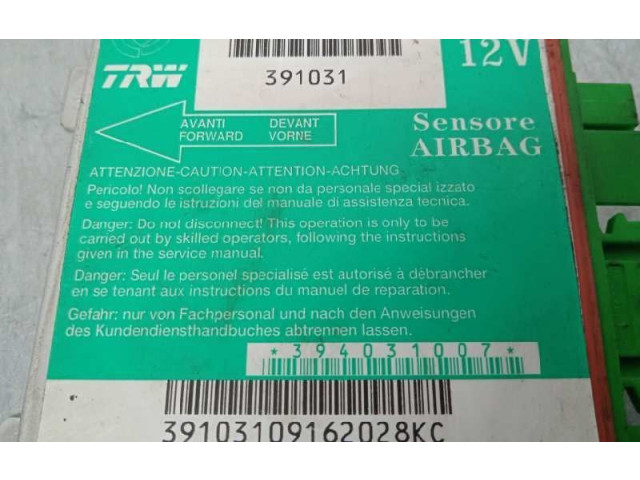 12V
391031
TRW
AVANTI DEVANT
FORWARD VORNE
Sensore
AIRBAG
ATTENZIONE-CAUTION-ATTENTION-ACHTUNG
Pericolo! Non scollegare se non da personale special izzato
e seguendo le istruzioni del manuale di assistenza tecnica.
Danger: Do not disconnect! This operation is only to be
carried out by skilled operators, following the instructions
given in the service manual.
Danger: Seul le personel specialisé est autorisé à débrancher
en se tenant aux instructions du manuel de reparation.
Gefahr: nur von Fachpersonal und nach den Anweisungen
des Kundendiensthandbuches abtrennen lassen.
*394031007*
39103109162028KC